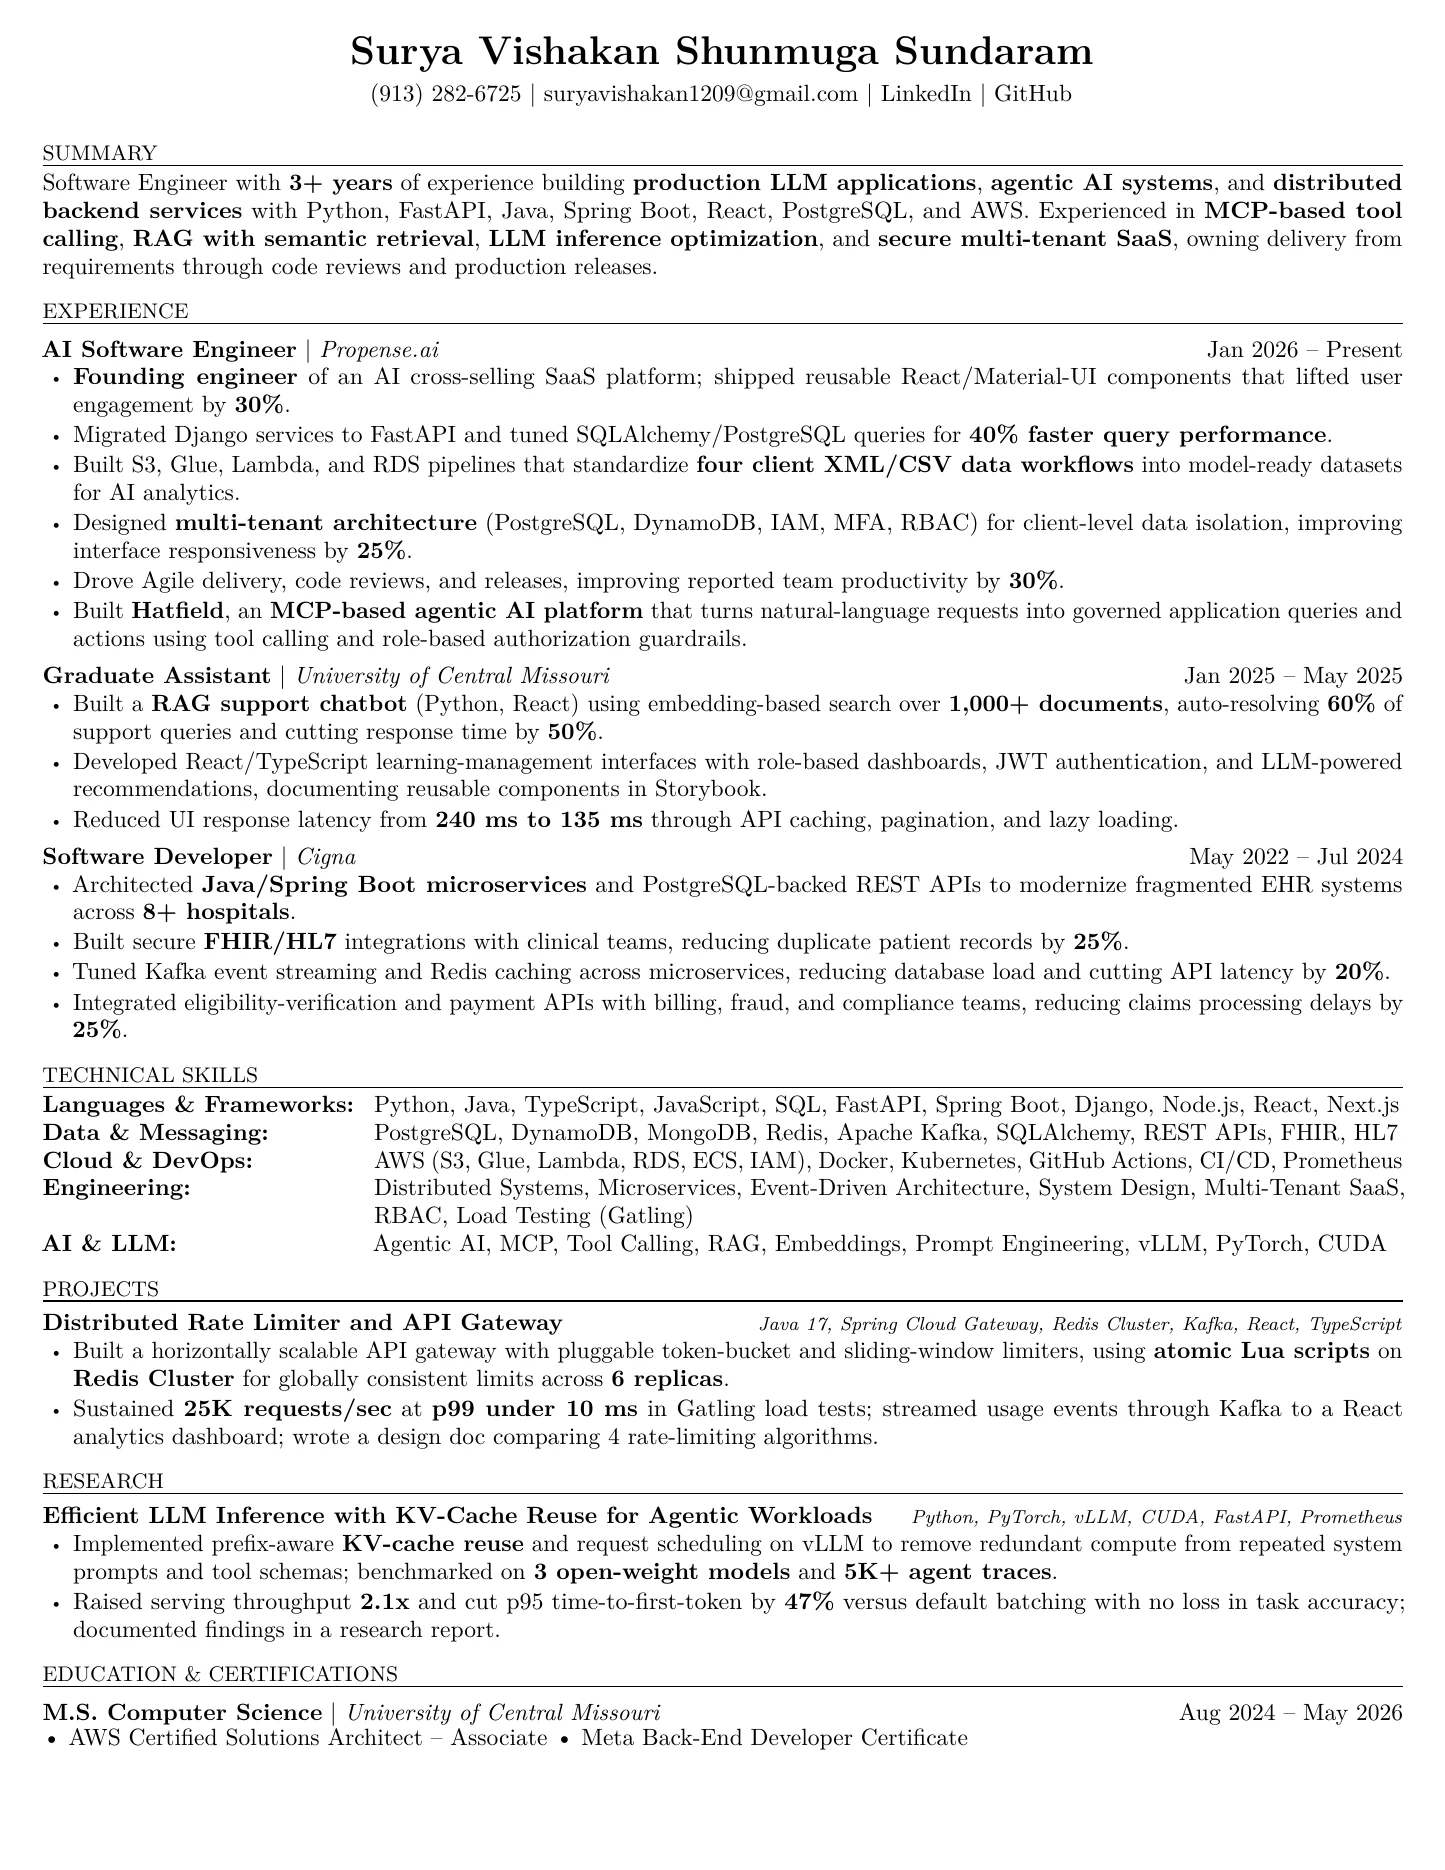 Surya Vishakan Shunmuga Sundaram
(913) 282-6725 | suryavishakan1209@gmail.com | LinkedIn | GitHub
SUMMARY
Software Engineer with 3+ years of experience building production LLM applications, agentic AI systems, and distributed
backend services with Python, FastAPI, Java, Spring Boot, React, PostgreSQL, and AWS. Experienced in MCP-based tool
calling, RAG with semantic retrieval, LLM inference optimization, and secure multi-tenant SaaS, owning delivery from
requirements through code reviews and production releases.
EXPERIENCE
AI Software Engineer | Propense.ai Jan 2026 – Present
• Founding engineer of an AI cross-selling SaaS platform; shipped reusable React/Material-UI components that lifted user
engagement by 30%.
• Migrated Django services to FastAPI and tuned SQLAlchemy/PostgreSQL queries for 40% faster query performance.
• Built S3, Glue, Lambda, and RDS pipelines that standardize four client XML/CSV data workflows into model-ready datasets
for AI analytics.
• Designed multi-tenant architecture (PostgreSQL, DynamoDB, IAM, MFA, RBAC) for client-level data isolation, improving
interface responsiveness by 25%.
• Drove Agile delivery, code reviews, and releases, improving reported team productivity by 30%.
• Built Hatfield, an MCP-based agentic AI platform that turns natural-language requests into governed application queries and
actions using tool calling and role-based authorization guardrails.
Graduate Assistant | University of Central Missouri Jan 2025 – May 2025
• Built a RAG support chatbot (Python, React) using embedding-based search over 1,000+ documents, auto-resolving 60% of
support queries and cutting response time by 50%.
• Developed React/TypeScript learning-management interfaces with role-based dashboards, JWT authentication, and LLM-powered
recommendations, documenting reusable components in Storybook.
• Reduced UI response latency from 240 ms to 135 ms through API caching, pagination, and lazy loading.
Software Developer | Cigna May 2022 – Jul 2024
• Architected Java/Spring Boot microservices and PostgreSQL-backed REST APIs to modernize fragmented EHR systems
across 8+ hospitals.
• Built secure FHIR/HL7 integrations with clinical teams, reducing duplicate patient records by 25%.
• Tuned Kafka event streaming and Redis caching across microservices, reducing database load and cutting API latency by 20%.
• Integrated eligibility-verification and payment APIs with billing, fraud, and compliance teams, reducing claims processing delays by
25%.
TECHNICAL SKILLS
Languages & Frameworks: Python, Java, TypeScript, JavaScript, SQL, FastAPI, Spring Boot, Django, Node.js, React, Next.js
Data & Messaging: PostgreSQL, DynamoDB, MongoDB, Redis, Apache Kafka, SQLAlchemy, REST APIs, FHIR, HL7
Cloud & DevOps: AWS (S3, Glue, Lambda, RDS, ECS, IAM), Docker, Kubernetes, GitHub Actions, CI/CD, Prometheus
Engineering: Distributed Systems, Microservices, Event-Driven Architecture, System Design, Multi-Tenant SaaS,
RBAC, Load Testing (Gatling)
AI & LLM: Agentic AI, MCP, Tool Calling, RAG, Embeddings, Prompt Engineering, vLLM, PyTorch, CUDA
PROJECTS
Distributed Rate Limiter and API Gateway Java 17, Spring Cloud Gateway, Redis Cluster, Kafka, React, TypeScript
• Built a horizontally scalable API gateway with pluggable token-bucket and sliding-window limiters, using atomic Lua scripts on
Redis Cluster for globally consistent limits across 6 replicas.
• Sustained 25K requests/sec at p99 under 10 ms in Gatling load tests; streamed usage events through Kafka to a React
analytics dashboard; wrote a design doc comparing 4 rate-limiting algorithms.
RESEARCH
Efficient LLM Inference with KV-Cache Reuse for Agentic Workloads Python, PyTorch, vLLM, CUDA, FastAPI, Prometheus
• Implemented prefix-aware KV-cache reuse and request scheduling on vLLM to remove redundant compute from repeated system
prompts and tool schemas; benchmarked on 3 open-weight models and 5K+ agent traces.
• Raised serving throughput 2.1x and cut p95 time-to-first-token by 47% versus default batching with no loss in task accuracy;
documented findings in a research report.
EDUCATION & CERTIFICATIONS
M.S. Computer Science | University of Central Missouri Aug 2024 – May 2026
• AWS Certified Solutions Architect – Associate • Meta Back-End Developer Certificate